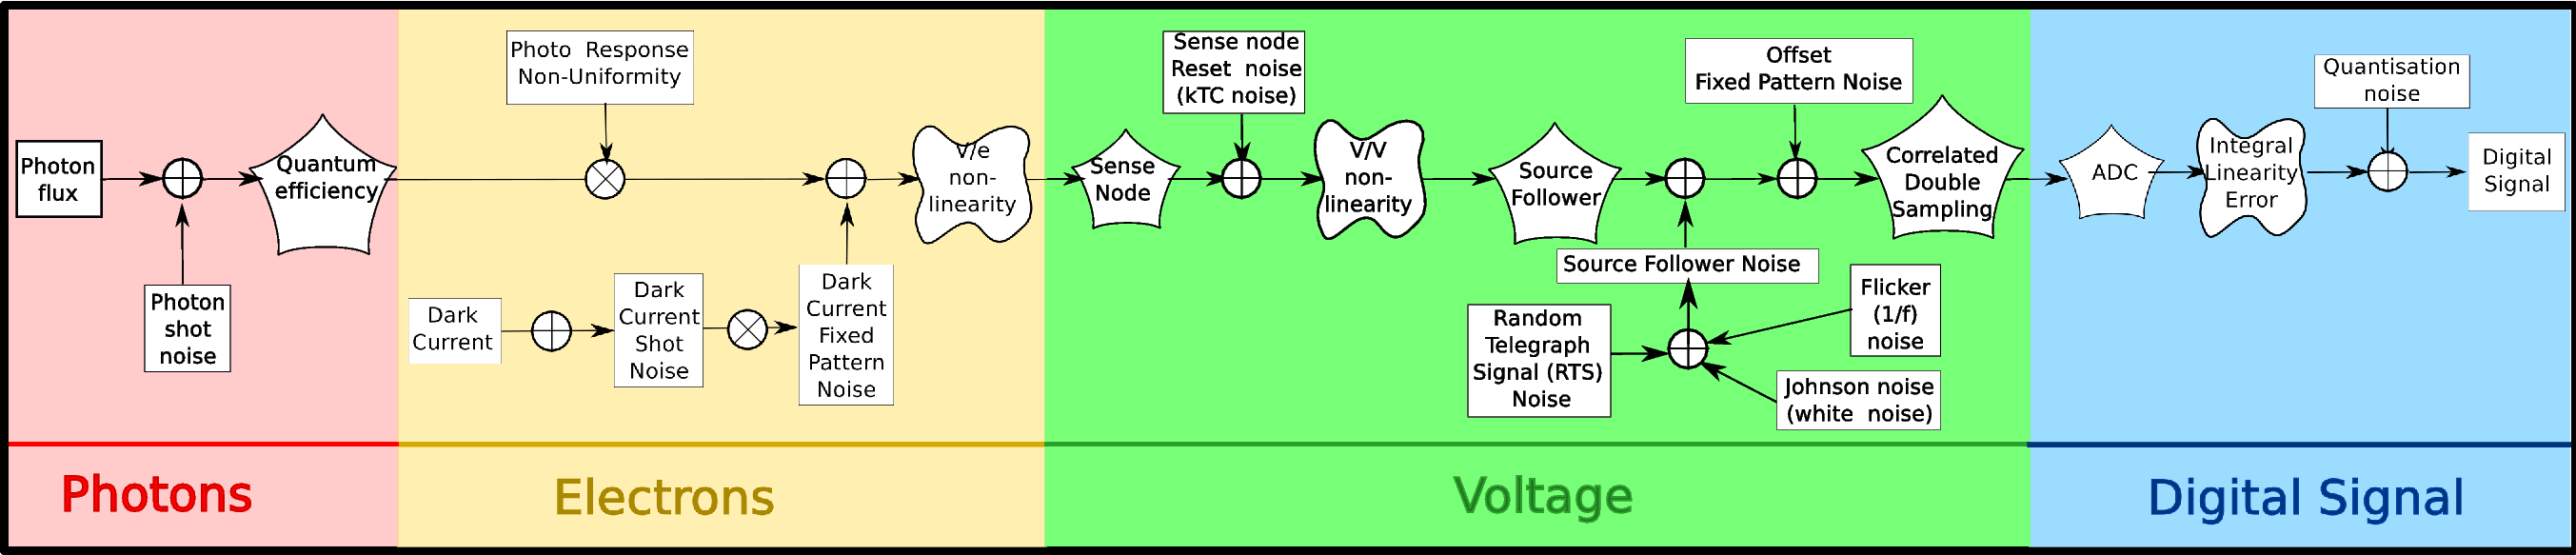 Photon
flux
Photon
shot
noise
Quantum
efficiency
Photo Response
Non-Uniformity
Dark
Current
Dark
Current
Shot
Noise
Dark
Current
Fixed
Pattern
Noise
V/e
non-
linearity
Sense
Node
Sense node
Reset noise
(kTC noise)
V/V
non-
linearity
Source
Follower
Source Follower Noise
Random
Telegraph
Signal (RTS)
Noise
Flicker
(1/f)
noise
Johnson noise
(white noise)
Offset
Fixed Pattern Noise
Correlated
Double
Sampling
ADC
Integral
Linearity
Error
Quantisation
noise
Digital
Signal
Photons
Electrons
Voltage
Digital Signal